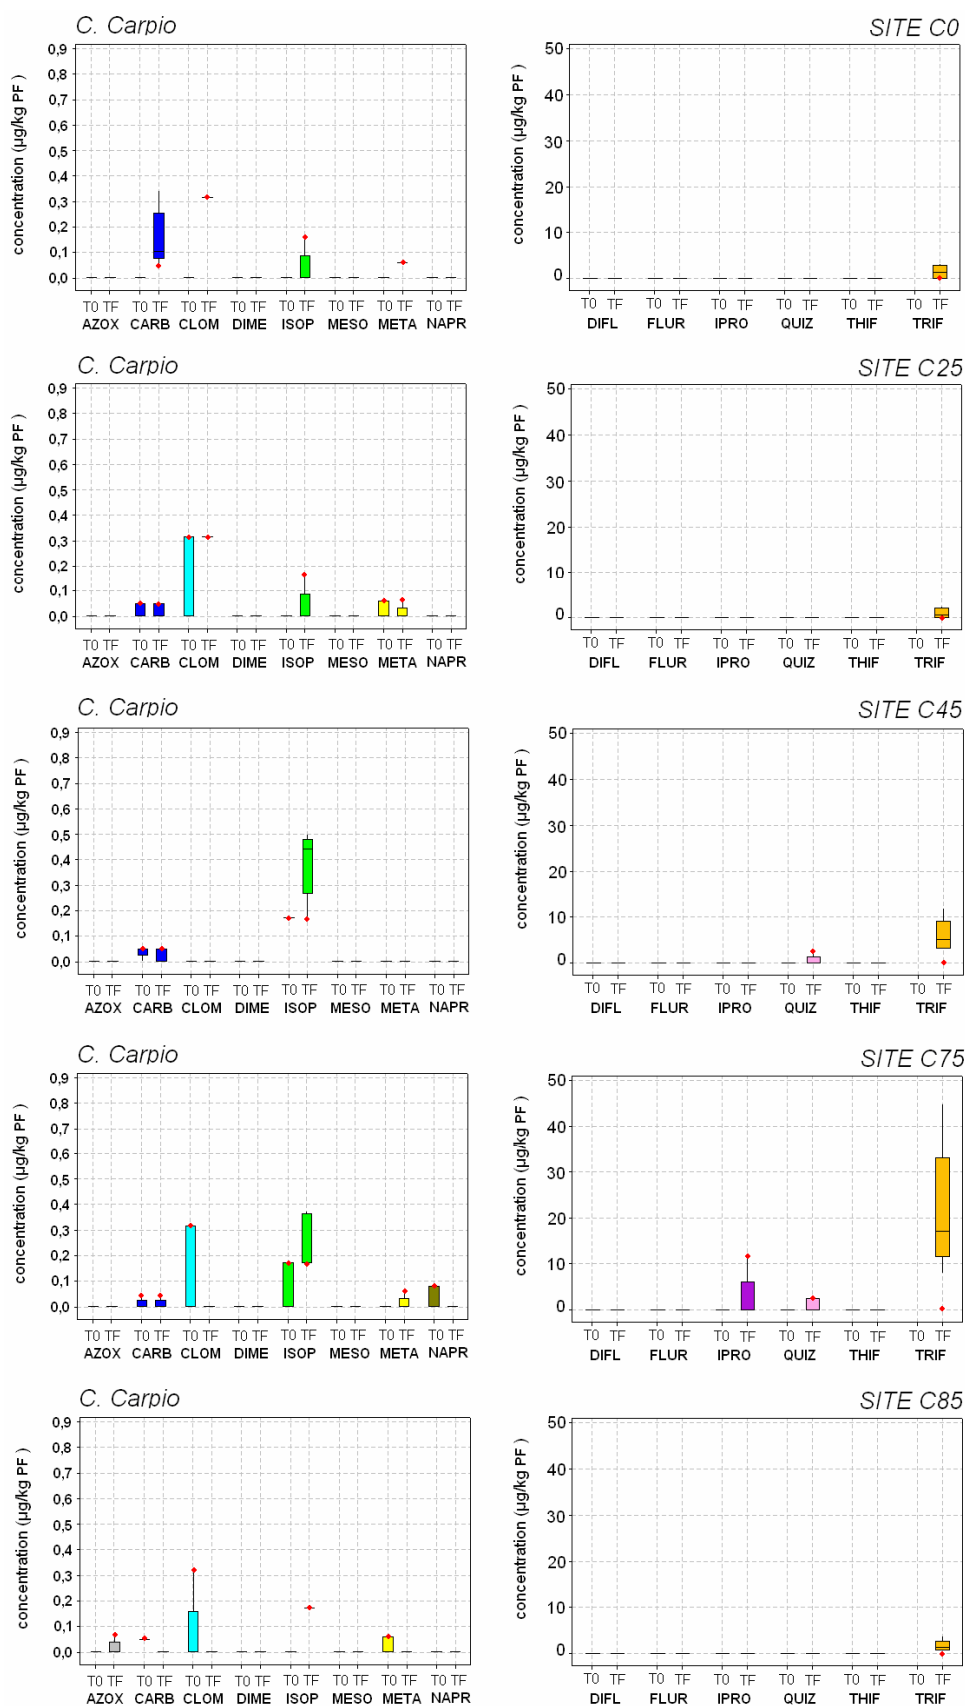 C. Carpio
SITE C0
concentration (µg/kg PF )
0,9
0,8
0,7
0,6
0,5
0,4
0,3
0,2
0,1
0,0
T0 TF T0 TF T0 TF T0 TF T0 TF T0 TF T0 TF T0 TF
AZOX CARB CLOM DIME ISOP MESO META NAPR
concentration (µg/kg PF )
50
40
30
20
10
0
T0 TF T0 TF T0 TF T0 TF T0 TF T0 TF
DIFL FLUR IPRO QUIZ THIF TRIF
C. Carpio
SITE C25
concentration (µg/kg PF )
0,9
0,8
0,7
0,6
0,5
0,4
0,3
0,2
0,1
0,0
T0 TF T0 TF T0 TF T0 TF T0 TF T0 TF T0 TF T0 TF
AZOX CARB CLOM DIME ISOP MESO META NAPR
concentration (µg/kg PF )
50
40
30
20
10
0
T0 TF T0 TF T0 TF T0 TF T0 TF T0 TF
DIFL FLUR IPRO QUIZ THIF TRIF
C. Carpio
SITE C45
concentration (µg/kg PF )
0,9
0,8
0,7
0,6
0,5
0,4
0,3
0,2
0,1
0,0
T0 TF T0 TF T0 TF T0 TF T0 TF T0 TF T0 TF T0 TF
AZOX CARB CLOM DIME ISOP MESO META NAPR
concentration (µg/kg PF )
50
40
30
20
10
0
T0 TF T0 TF T0 TF T0 TF T0 TF T0 TF
DIFL FLUR IPRO QUIZ THIF TRIF
C. Carpio
SITE C75
concentration (µg/kg PF )
0,9
0,8
0,7
0,6
0,5
0,4
0,3
0,2
0,1
0,0
T0 TF T0 TF T0 TF T0 TF T0 TF T0 TF T0 TF T0 TF
AZOX CARB CLOM DIME ISOP MESO META NAPR
concentration (µg/kg PF )
50
40
30
20
10
0
T0 TF T0 TF T0 TF T0 TF T0 TF T0 TF
DIFL FLUR IPRO QUIZ THIF TRIF
C. Carpio
SITE C85
concentration (µg/kg PF )
0,9
0,8
0,7
0,6
0,5
0,4
0,3
0,2
0,1
0,0
T0 TF T0 TF T0 TF T0 TF T0 TF T0 TF T0 TF T0 TF
AZOX CARB CLOM DIME ISOP MESO META NAPR
concentration (µg/kg PF )
50
40
30
20
10
0
T0 TF T0 TF T0 TF T0 TF T0 TF T0 TF
DIFL FLUR IPRO QUIZ THIF TRIF